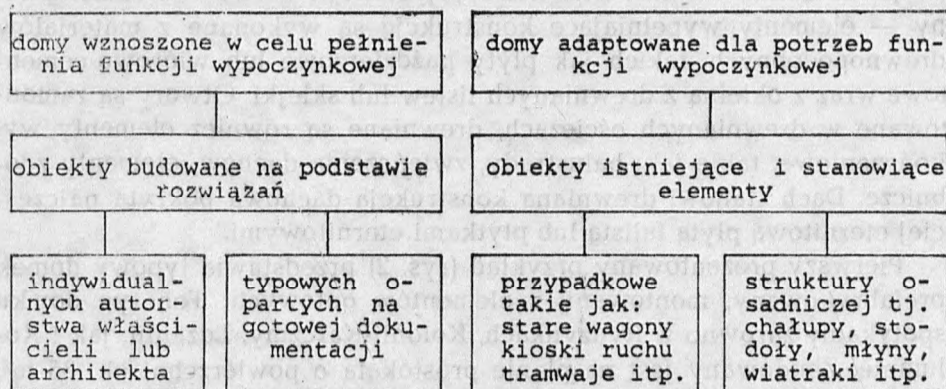 domy wznoszone w celu pełnie-
nia funkcji wypoczynkowej
domy adaptowane dla potrzeb fun-
kcji wypoczynkowej
obiekty budowane na podstawie
rozwiązań
obiekty istniejące i stanowiące
elementy
indywidual-
nych autor-
stwa właści-
cieli lub
architekta
typowych o-
partych na
gotowej doku-
mentacji
przypadkowe
takie jak:
stare wagony
kioski ruchu
tramwaje itp.
struktury o-
sadniczej tj.
chałupy, sto-
doły, młyny,
wiatraki itp.